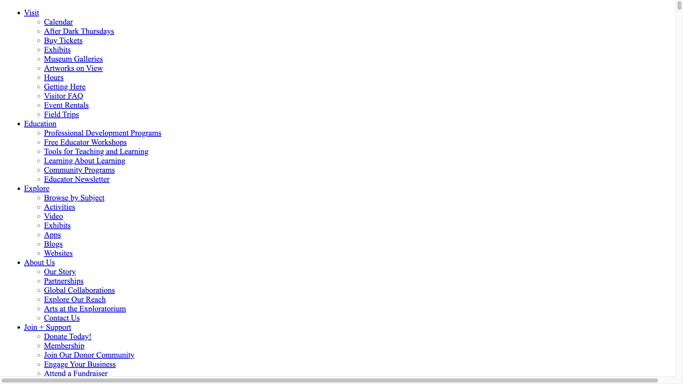 Visit
Calendar
After Dark Thursdays
Buy Tickets
Exhibits
Museum Galleries
Artworks on View
Hours
Getting Here
Visitor FAQ
Event Rentals
Field Trips
Education
Professional Development Programs
Free Educator Workshops
Tools for Teaching and Learning
Learning About Learning
Community Programs
Educator Newsletter
Explore
Browse by Subject
Activities
Video
Exhibits
Apps
Blogs
Websites
About Us
Our Story
Partnerships
Global Collaborations
Explore Our Reach
Arts at the Exploratorium
Contact Us
Join + Support
Donate Today!
Membership
Join Our Donor Community
Engage Your Business
Attend a Fundraiser